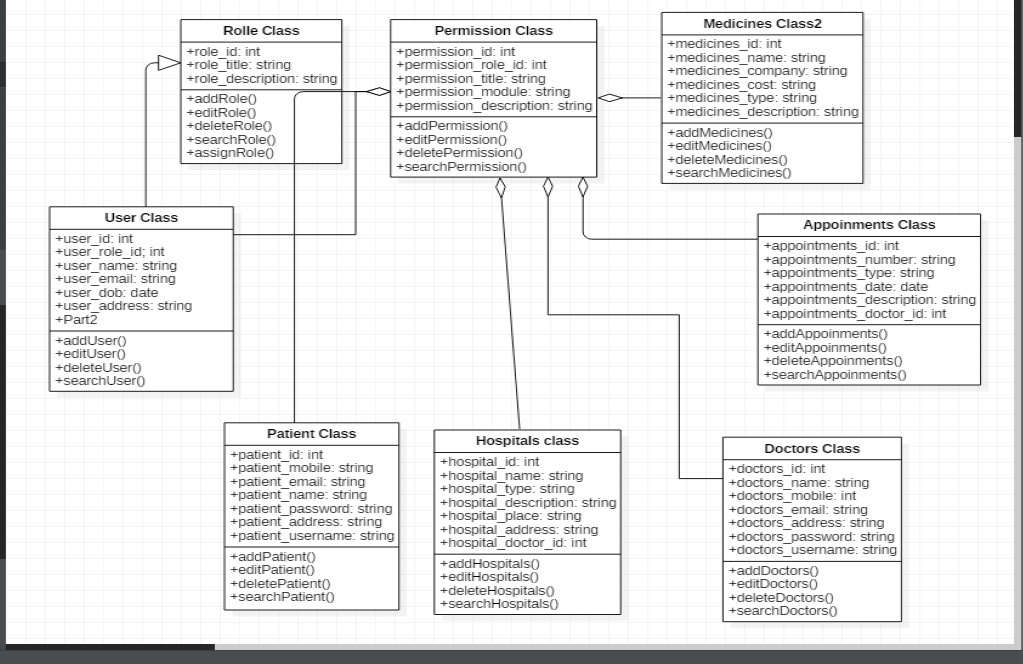 Rolle Class
+role_id: int
+role_title: string
+role_description: string
+addRole()
+editRole()
+deleteRole()
+searchRole()
+assignRole()
Permission Class
+permission_id: int
+permission_role_id: int
+permission_title: string
+permission_module: string
+permission_description: string
+addPermission()
+editPermission()
+deletePermission()
+searchPermission()
Medicines Class2
+medicines_id: int
+medicines_name: string
+medicines_company: string
+medicines_cost: string
+medicines_type: string
+medicines_description: string
+addMedicines()
+editMedicines()
+deleteMedicines()
+searchMedicines()
User Class
+user_id: int
+user_role_id; int
+user_name: string
+user_email: string
+user_dob: date
+user_address: string
+Part2
+addUser()
+editUser()
+deleteUser()
+searchUser()
Appoinments Class
+appointments_id: int
+appointments_number: string
+appointments_type: string
+appointments_date: date
+appointments_description: string
+appointments_doctor_id: int
+addAppoinments()
+editAppoinments()
+deleteAppoinments()
+searchAppoinments()
Patient Class
+patient_id: int
+patient_mobile: string
+patient_email: string
+patient_name: string
+patient_password: string
+patient_address: string
+patient_username: string
+addPatient()
+editPatient()
+deletePatient()
+searchPatient()
Hospitals class
+hospital_id: int
+hospital_name: string
+hospital_type: string
+hospital_description: string
+hospital_place: string
+hospital_address: string
+hospital_doctor_id: int
+addHospitals()
+editHospitals()
+deleteHospitals()
+searchHospitals()
Doctors Class
+doctors_id: int
+doctors_name: string
+doctors_mobile: int
+doctors_email: string
+doctors_address: string
+doctors_password: string
+doctors_username: string
+addDoctors()
+editDoctors()
+deleteDoctors()
+searchDoctors()